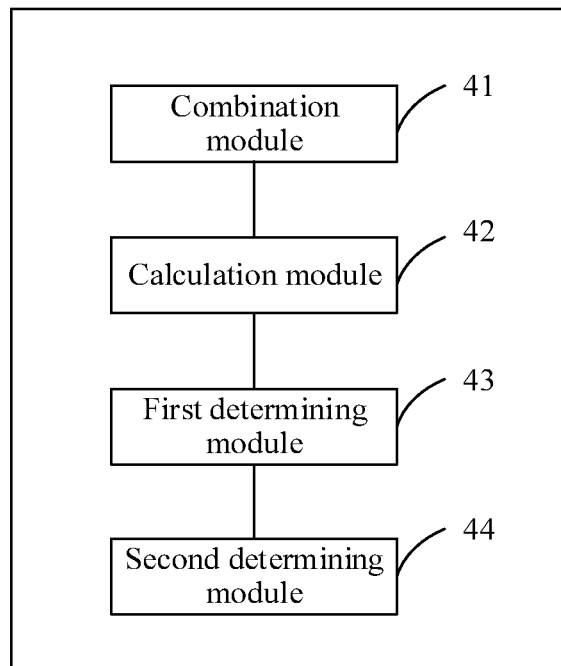 Combination
module
41
Calculation module
42
First determining
module
43
Second determining
module
44